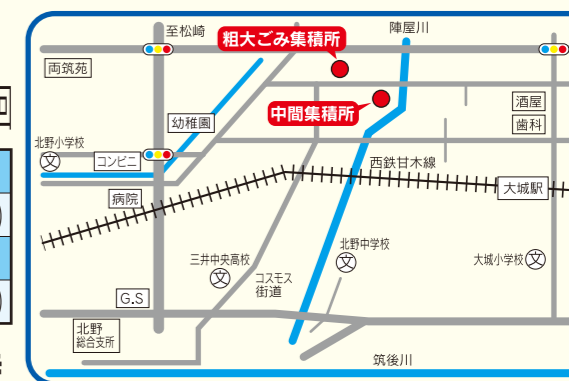 至松崎
粗大ごみ集積所
陣屋川
両筑苑
中間集積所
酒屋
幼稚園
歯科
北野小学校
文
コンビニ
西鉄甘木線
病院
大城駅
三井中央高校
文
コスモス
街道
北野中学校
文
大城小学校
文
G.S
北野
総合支所
筑後川